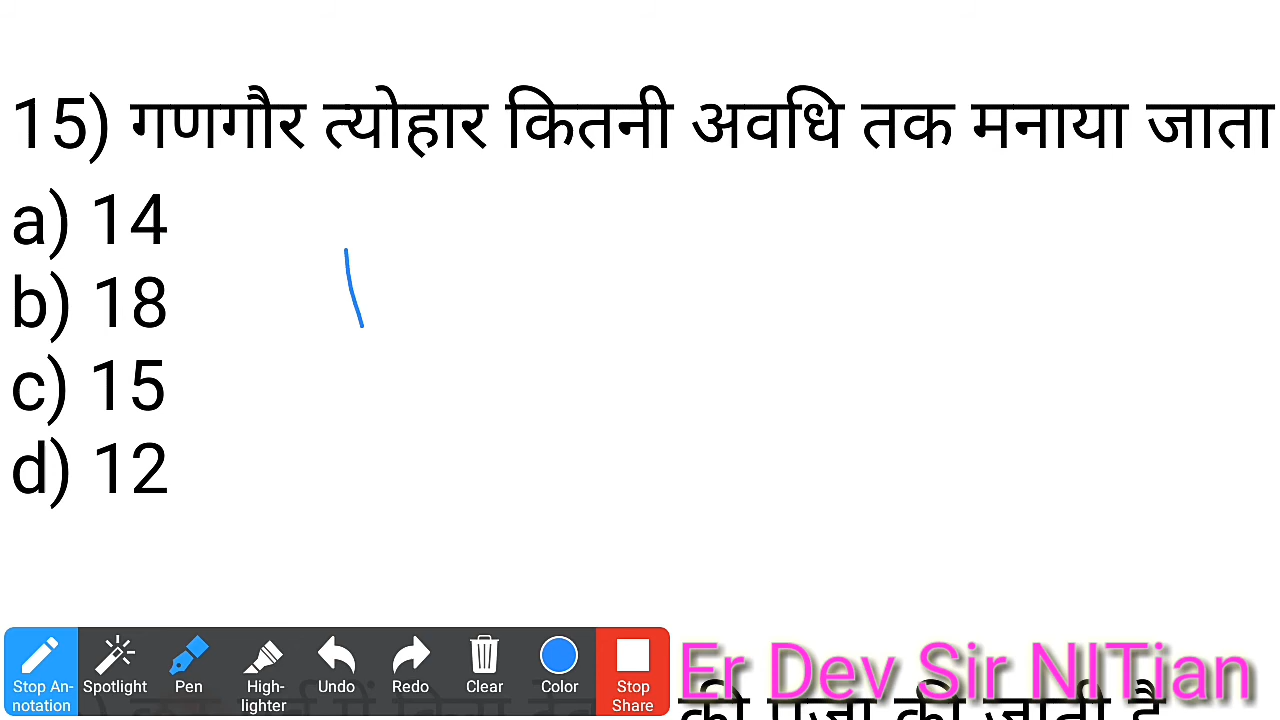 15) गणगौर त्योहार कितनी अवधि तक मनाया जाता
a) 14
b) 18
c) 15
d) 12
Stop An-
notation
Spotlight
Pen
High-
lighter
Undo
Redo
Clear
Color
Stop
Share
Er Dev Sir NITian
की पूजा की जाती है